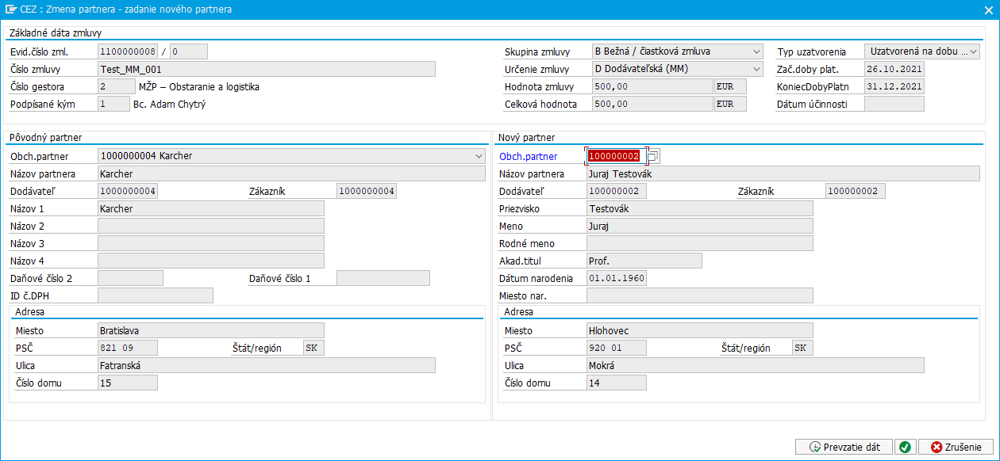 CEZ : Zmena partnera - zadanie nového partnera
Základné dáta zmluvy
Evid.číslo zml. 1100000008 / 0 Skupina zmluvy B Bežná / čiastková zmluva Typ uzatvorenia Uzatvorená na dobu ...
Číslo zmluvy Test_MM_001 Určenie zmluvy D Dodávateľská (MM) Zač.doby plat. 26.10.2021
Číslo gestora 2 MŽP – Obstaranie a logistika Hodnota zmluvy 500,00 EUR KoniecDobyPlatn 31.12.2021
Podpísané kým 1 Bc. Adam Chytrý Celková hodnota 500,00 EUR Dátum účinnosti
Pôvodný partner
Obch.partner 1000000004 Karcher
Názov partnera Karcher
Dodávateľ 1000000004 Zákazník 1000000004
Názov 1 Karcher
Názov 2
Názov 3
Názov 4
Daňové číslo 2 Daňové číslo 1
ID č.DPH
Adresa
Miesto Bratislava
PSČ 821 09 Štát/región SK
Ulica Fatranská
Číslo domu 15
Nový partner
Obch.partner 100000002
Názov partnera Juraj Testovák
Dodávateľ 100000002 Zákazník 100000002
Priezvisko Testovák
Meno Juraj
Rodné meno
Akad.titul Prof.
Dátum narodenia 01.01.1960
Miesto nar.
Adresa
Miesto Hlohovec
PSČ 920 01 Štát/región SK
Ulica Mokrá
Číslo domu 14
Prevzatie dát Zrušenie